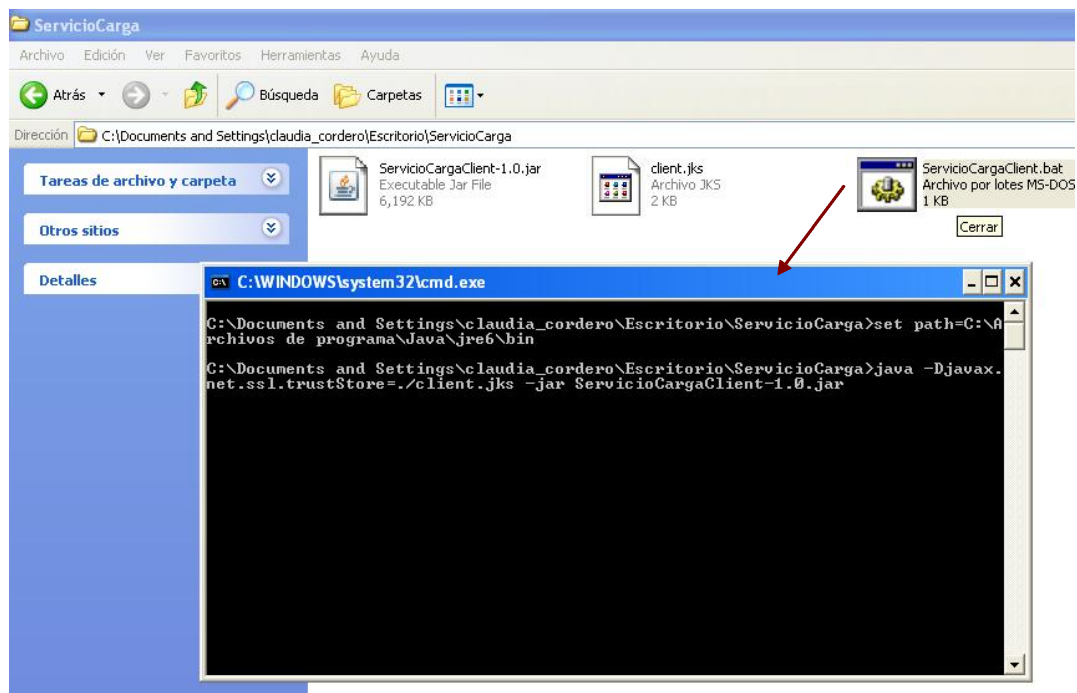 ServicioCarga
Archivo Edición Ver Favoritos Herramientas Ayuda
Atrás Búsqueda Carpetas
Dirección C:\Documents and Settings\claudia_cordero\Escritorio\ServicioCarga
Tareas de archivo y carpeta
Otros sitios
Detalles
ServicioCargaClient-1.0.jar
Executable Jar File
6,192 KB
client.jks
Archivo JKS
2 KB
ServicioCargaClient.bat
Archivo por lotes MS-DOS
1 KB
Cerrar
C:\WINDOWS\system32\cmd.exe
C:\Documents and Settings\claudia_cordero\Escritorio\ServicioCarga>set path=C:\A
rchivos de programa\Java\jre6\bin
C:\Documents and Settings\claudia_cordero\Escritorio\ServicioCarga>java -Djavax.
net.ssl.trustStore=./client.jks -jar ServicioCargaClient-1.0.jar